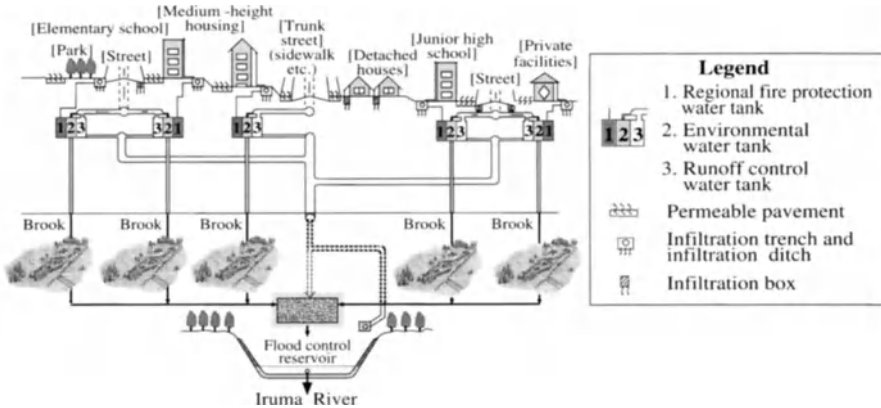 [Medium -height
housing]
[Elementary school]
[Park]
[Street]
[Trunk
street]
(sidewalk
etc.)
[Detached
houses]
[Junior high
school]
[Street]
[Private
facilities]
1 2 3
3 2 1
1 2 3
1 2 3
3 2 1
Brook
Brook
Brook
Brook
Brook
Flood control
reservoir
Iruma River
Legend
1 2 3
1. Regional fire protection
water tank
2. Environmental
water tank
3. Runoff control
water tank
Permeable pavement
Infiltration trench and
infiltration ditch
Infiltration box